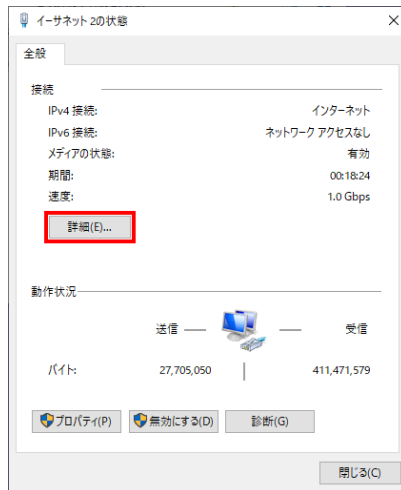 イーサネット 2の状態
全般
接続
IPv4 接続: インターネット
IPv6 接続: ネットワーク アクセスなし
メディアの状態: 有効
期間: 00:18:24
速度: 1.0 Gbps
詳細(E)...
動作状況
送信 受信
バイト: 27,705,050 411,471,579
プロパティ(P) 無効にする(D) 診断(G)
閉じる(C)